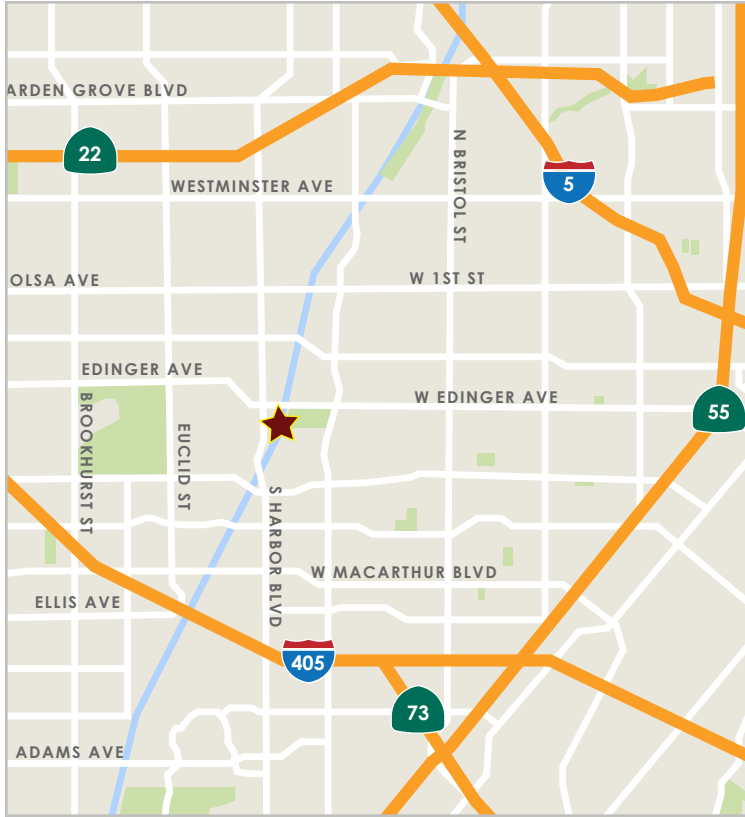 ARDEN GROVE BLVD
22
N BRISTOL ST
5
WESTMINSTER AVE
OLSA AVE
W 1ST ST
EDINGER AVE
W EDINGER AVE
55
BROOKHURST ST
EUCLID ST
S HARBOR BLVD
W MACARTHUR BLVD
ELLIS AVE
405
73
ADAMS AVE